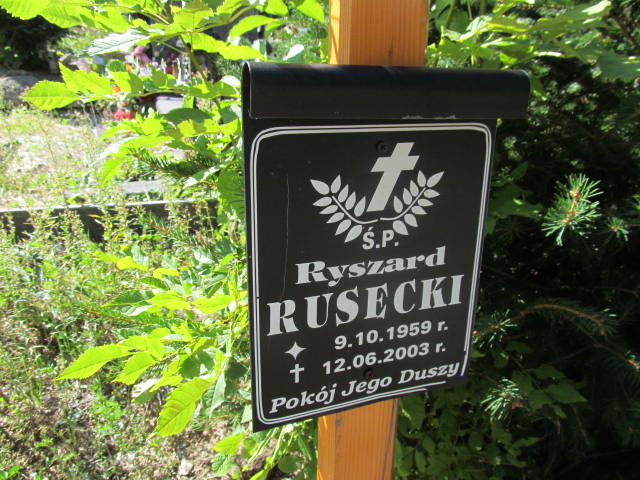 Ś.P.
Ryszard
RUSECKI
9.10.1959 r.
12.06.2003 r.
Pokój Jego Duszy